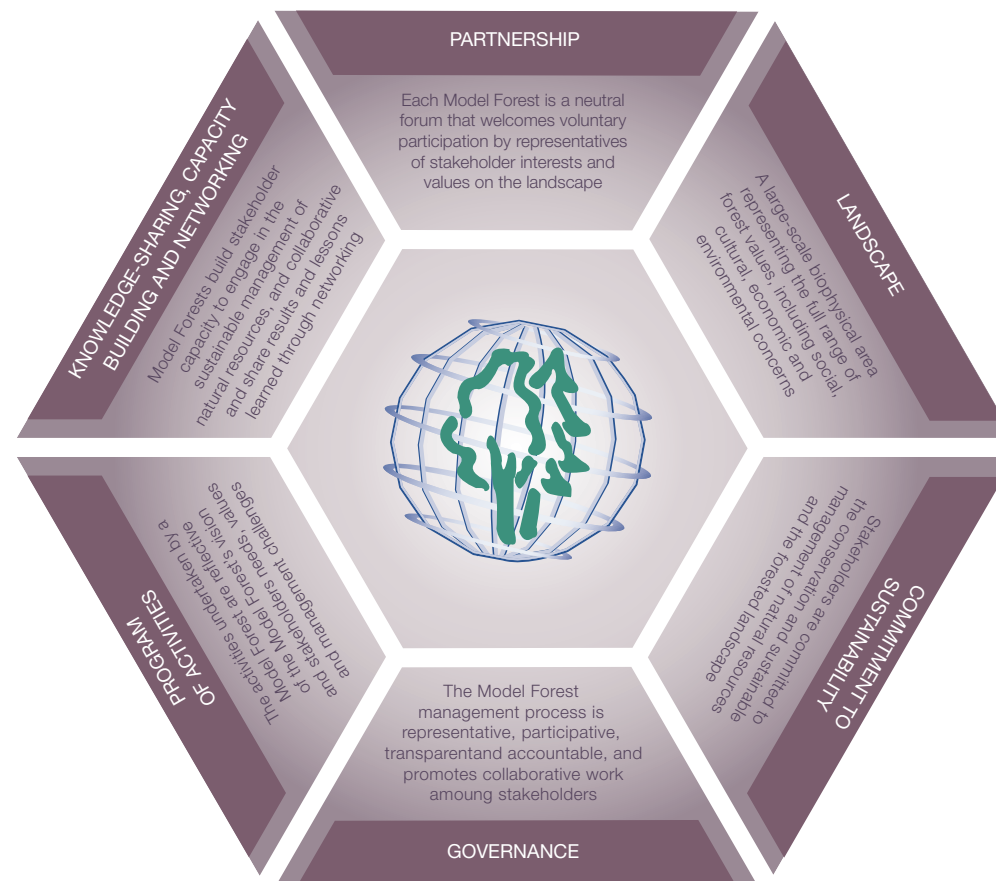 PARTNERSHIP
Each Model Forest is a neutral
forum that welcomes voluntary
participation by representatives
of stakeholder interests and
values on the landscape
LANDSCAPE
A large-scale biophysical area
representing the full range of
forest values, including social,
cultural, economic and
environmental concerns
COMMITMENT TO
SUSTAINABILITY
Stakeholders are committed to
the conservation and sustainable
management of natural resources
and the forested landscape
GOVERNANCE
The Model Forest
management process is
representative, participative,
transparentand accountable, and
promotes collaborative work
amoung stakeholders
PROGRAM
OF ACTIVITIES
The activities undertaken by a
Model Forest are reflective
of the Model Forest's vision
and stakeholders needs, values
and management challenges
KNOWLEDGE-SHARING, CAPACITY
BUILDING AND NETWORKING
Model Forests build stakeholder
capacity to engage in the
sustainable management of
natural resources, and collaborative
and share results and lessons
learned through networking